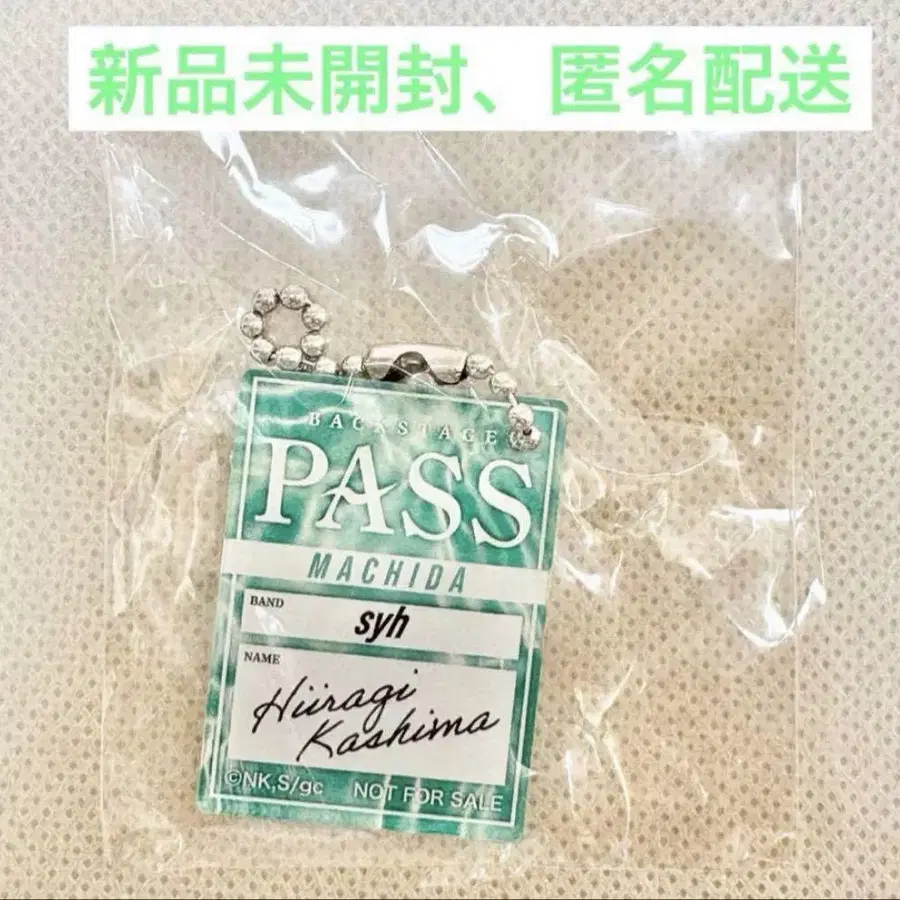 新品未開封、匿名配送
BACKSTAGE
PASS
MACHIDA
BAND
syh
NAME
Hiiragi
Kashima
©NK,S/gc NOT FOR SALE